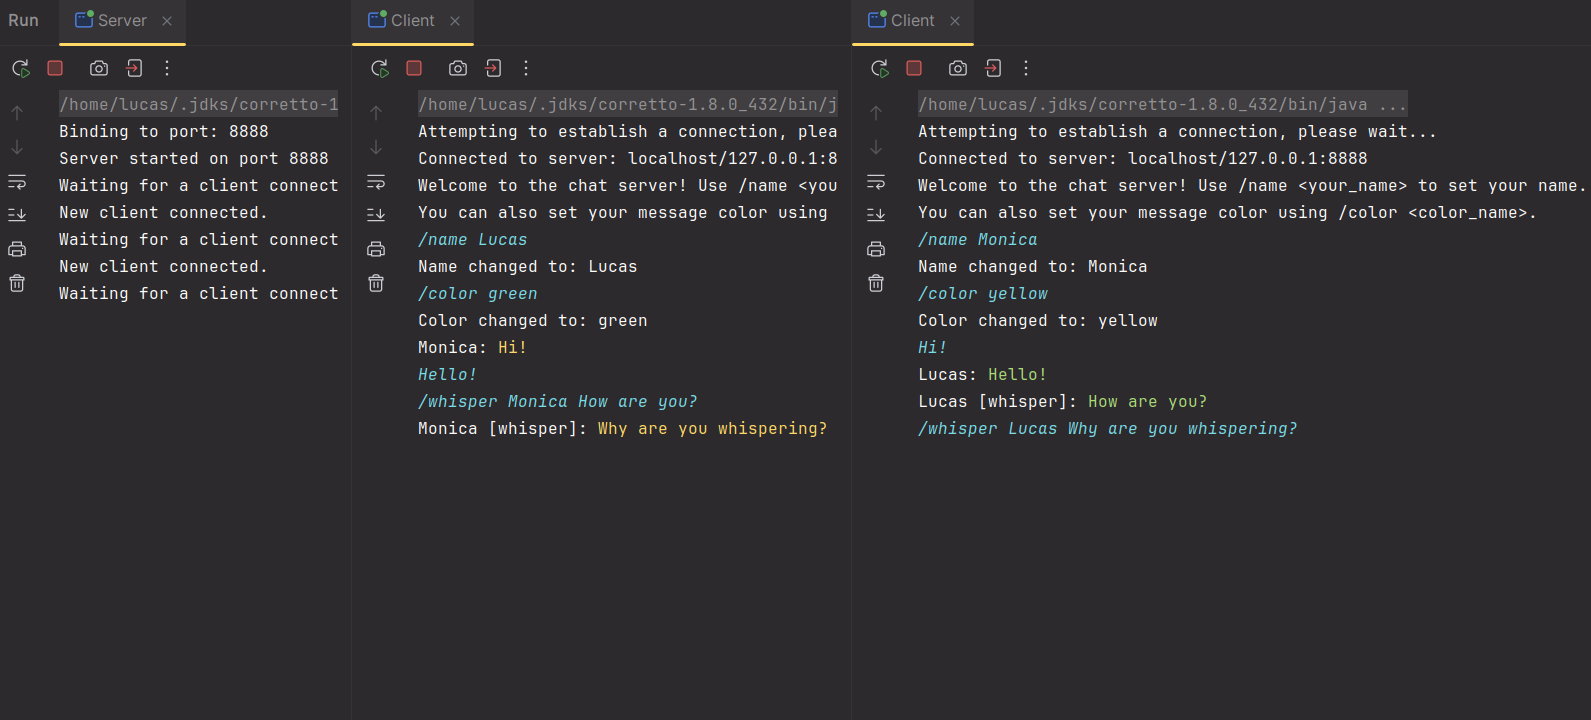 Run
Server
/home/lucas/.jdks/corretto-1
Binding to port: 8888
Server started on port 8888
Waiting for a client connect
New client connected.
Waiting for a client connect
New client connected.
Waiting for a client connect
Client
/home/lucas/.jdks/corretto-1.8.0_432/bin/j
Attempting to establish a connection, plea
Connected to server: localhost/127.0.0.1:8
Welcome to the chat server! Use /name <you
You can also set your message color using
/name Lucas
Name changed to: Lucas
/color green
Color changed to: green
Monica: Hi!
Hello!
/whisper Monica How are you?
Monica [whisper]: Why are you whispering?
Client
/home/lucas/.jdks/corretto-1.8.0_432/bin/java ...
Attempting to establish a connection, please wait...
Connected to server: localhost/127.0.0.1:8888
Welcome to the chat server! Use /name <your_name> to set your name.
You can also set your message color using /color <color_name>.
/name Monica
Name changed to: Monica
/color yellow
Color changed to: yellow
Hi!
Lucas: Hello!
Lucas [whisper]: How are you?
/whisper Lucas Why are you whispering?